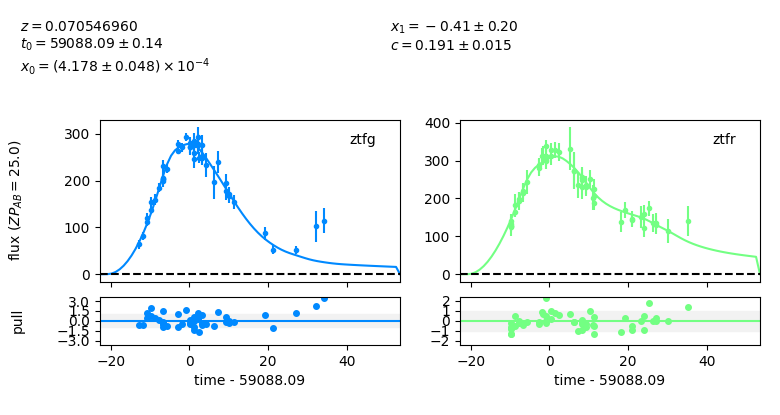 z = 0.070546960
t₀ = 59088.09 ± 0.14
x₀ = (4.178 ± 0.048) × 10⁻⁴
x₁ = −0.41 ± 0.20
c = 0.191 ± 0.015
flux (ZP_AB = 25.0)
300
200
100
0
ztfg
400
300
200
100
0
ztfr
pull
3.0
1.5
0.0
−1.5
−3.0
−20
0
20
40
time - 59088.09
2
1
0
−1
−2
−20
0
20
40
time - 59088.09